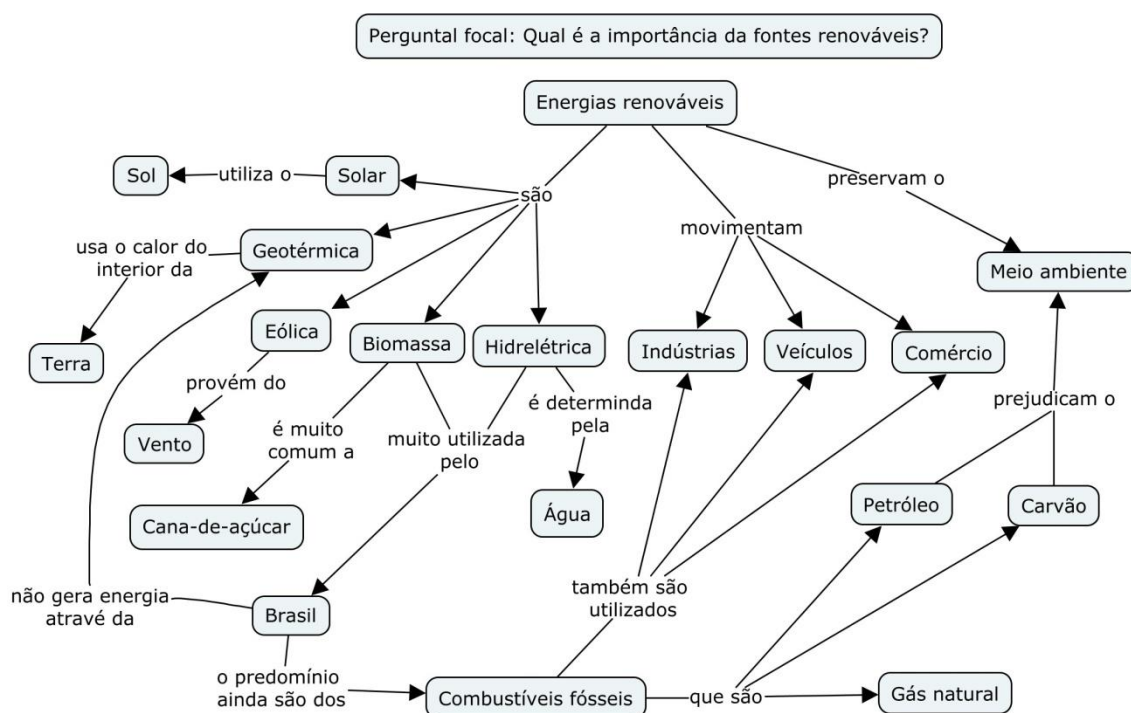 Perguntal focal: Qual é a importância da fontes renováveis?
Energias renováveis
Sol
utiliza o
Solar
são
preservam o
movimentam
usa o calor do
interior da
Geotérmica
Meio ambiente
Terra
Eólica
Biomassa
Hidrelétrica
Indústrias
Veículos
Comércio
provém do
Vento
é muito
comum a
muito utilizada
pelo
é determinda
pela
prejudicam o
Cana-de-açúcar
Água
Petróleo
Carvão
não gera energia
atravé da
Brasil
também são
utilizados
o predomínio
ainda são dos
Combustíveis fósseis
que são
Gás natural